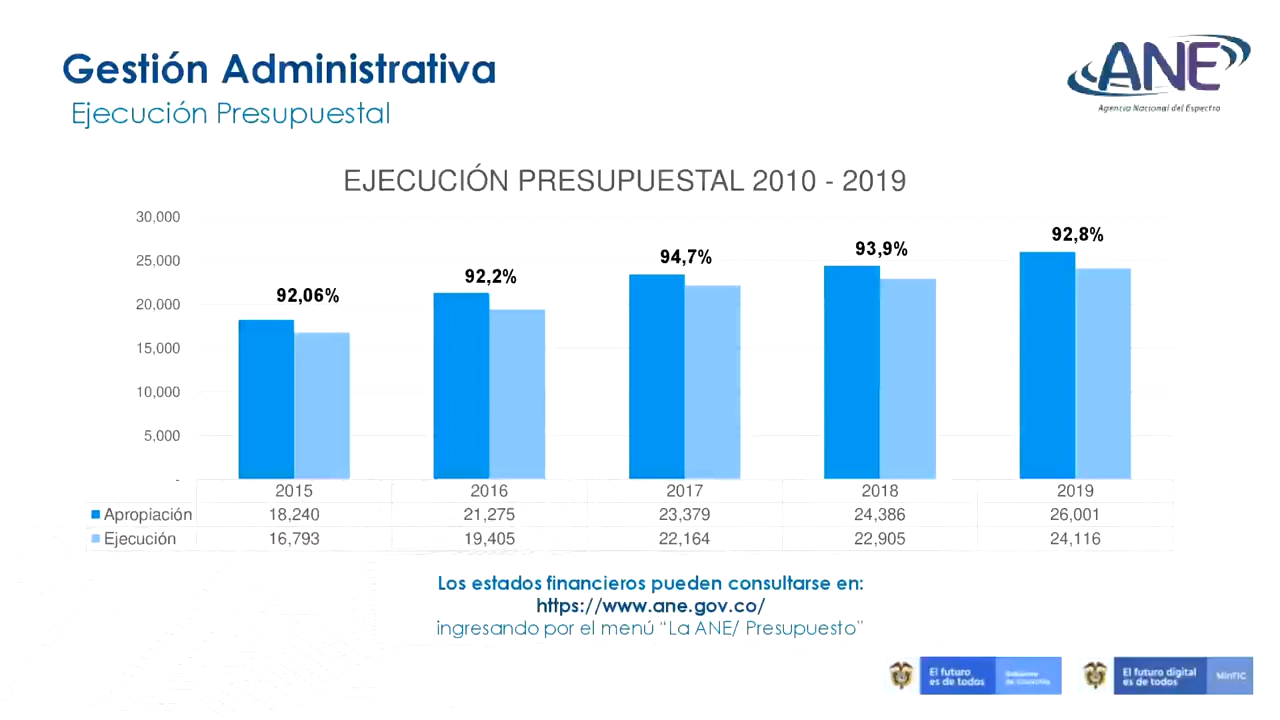 Gestión Administrativa
Ejecución Presupuestal
ANE
Agencia Nacional del Espectro
EJECUCIÓN PRESUPUESTAL 2010 - 2019
30,000
25,000
20,000
15,000
10,000
5,000
-
92,06%
92,2%
94,7%
93,9%
92,8%
2015 2016 2017 2018 2019
Apropiación 18,240 21,275 23,379 24,386 26,001
Ejecución 16,793 19,405 22,164 22,905 24,116
Los estados financieros pueden consultarse en:
https://www.ane.gov.co/
ingresando por el menú “La ANE/ Presupuesto”
El futuro
es de todos
Gobierno
de Colombia
El futuro digital
es de todos
MinTIC